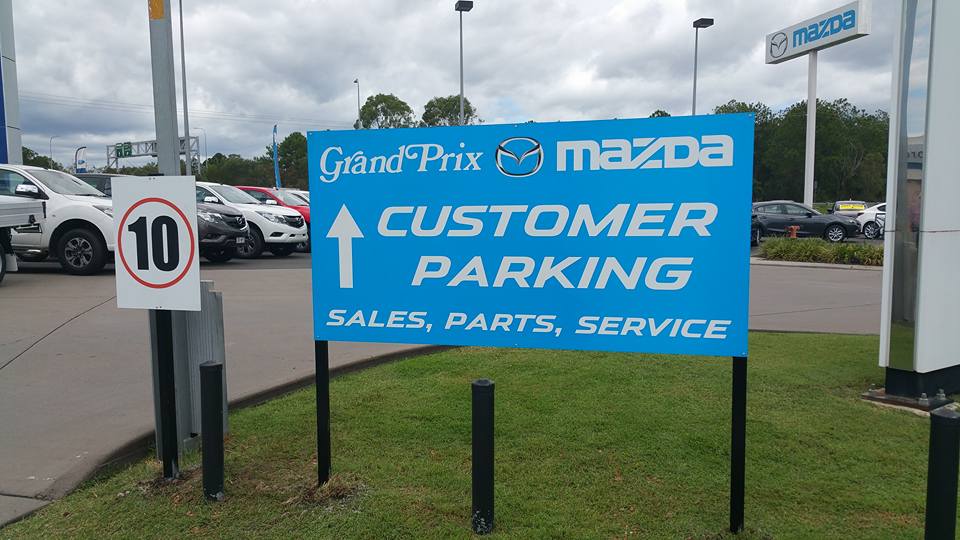 mazda
Grand Prix mazda
CUSTOMER
PARKING
SALES, PARTS, SERVICE
10